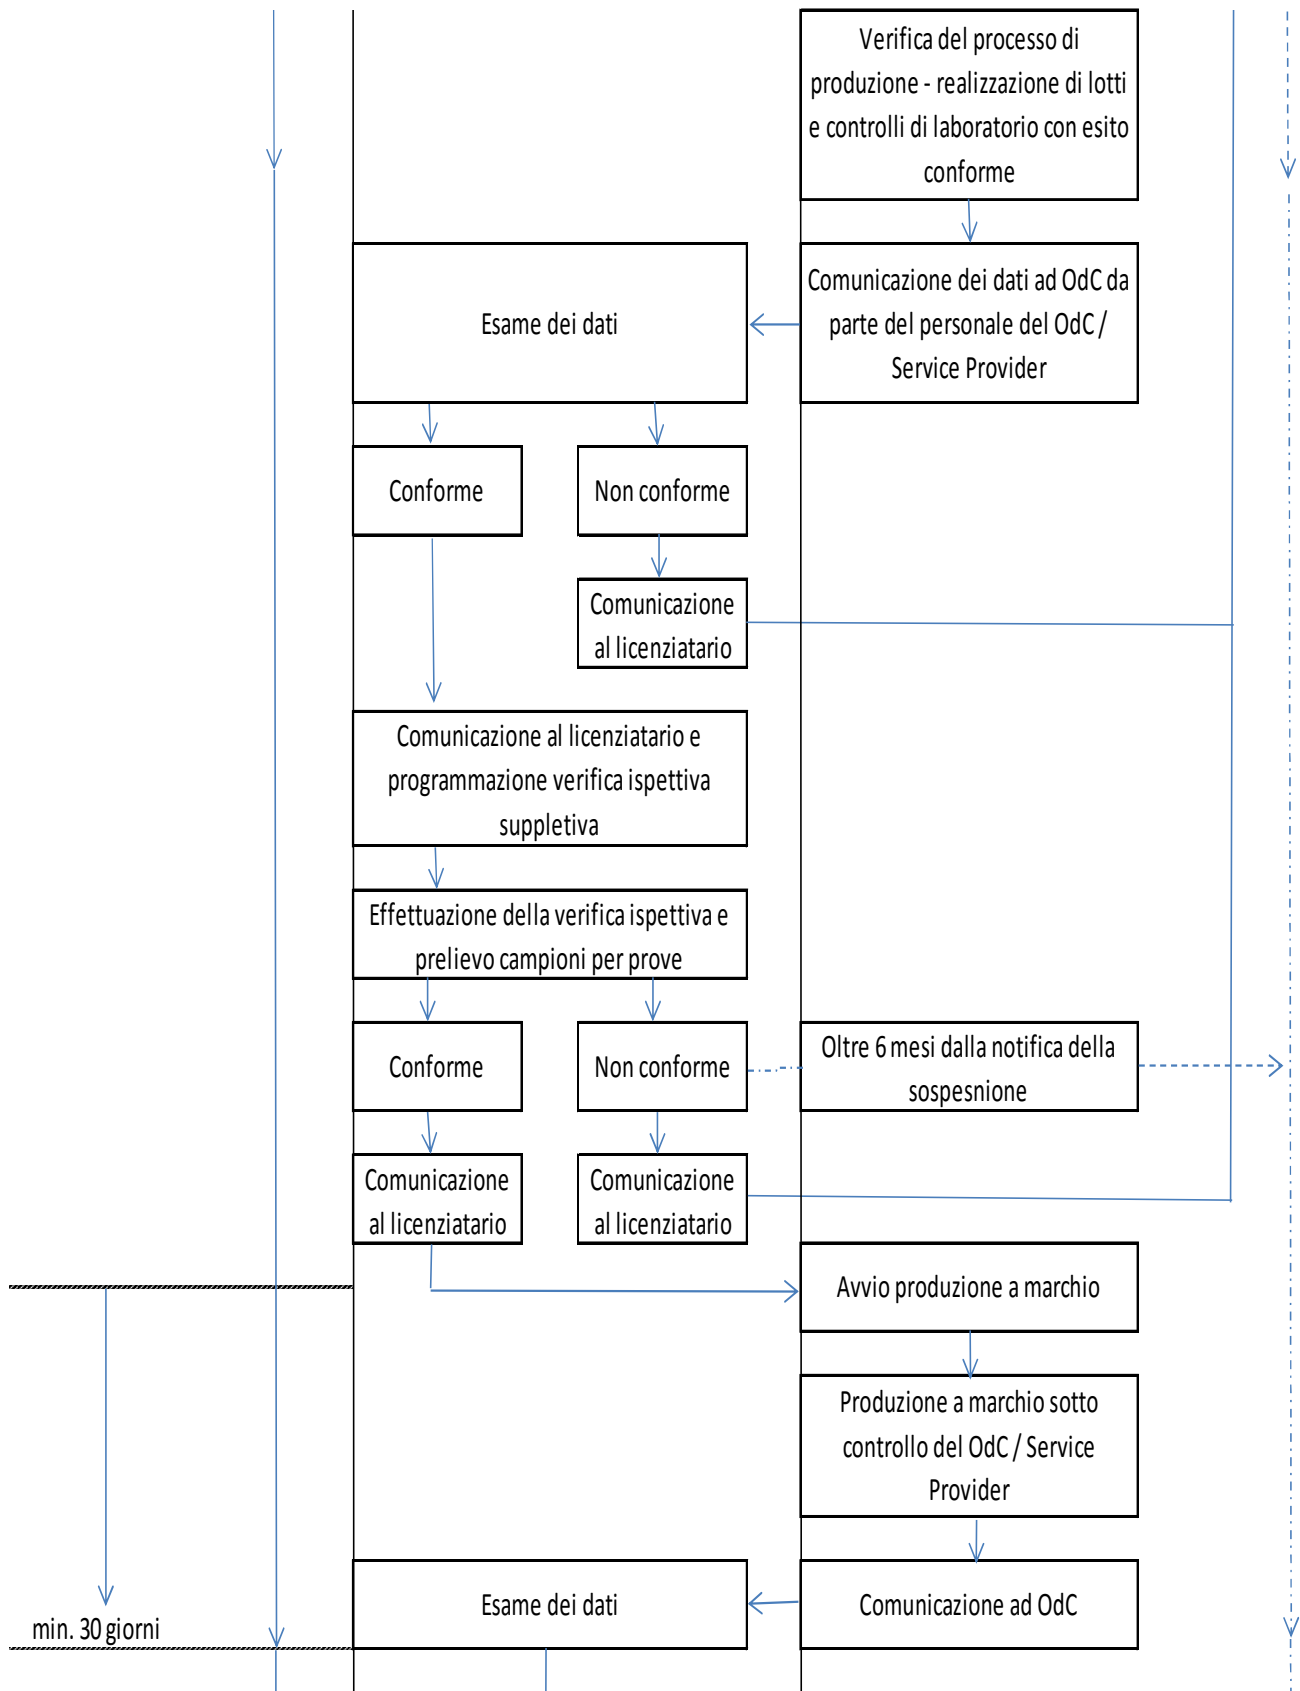 Verifica del processo di
produzione - realizzazione di lotti
e controlli di laboratorio con esito
conforme
Comunicazione dei dati ad OdC da
parte del personale del OdC /
Service Provider
Esame dei dati
Conforme
Non conforme
Comunicazione
al licenziatario
Comunicazione al licenziatario e
programmazione verifica ispettiva
suppletiva
Effettuazione della verifica ispettiva e
prelievo campioni per prove
Conforme
Non conforme
Oltre 6 mesi dalla notifica della
sospesnione
Comunicazione
al licenziatario
Comunicazione
al licenziatario
Avvio produzione a marchio
Produzione a marchio sotto
controllo del OdC / Service
Provider
Comunicazione ad OdC
Esame dei dati
min. 30 giorni